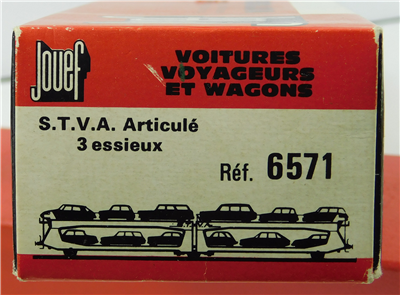 Jouef
VOITURES
VOYAGEURS
ET WAGONS
S.T.V.A. Articulé
3 essieux
Réf. 6571